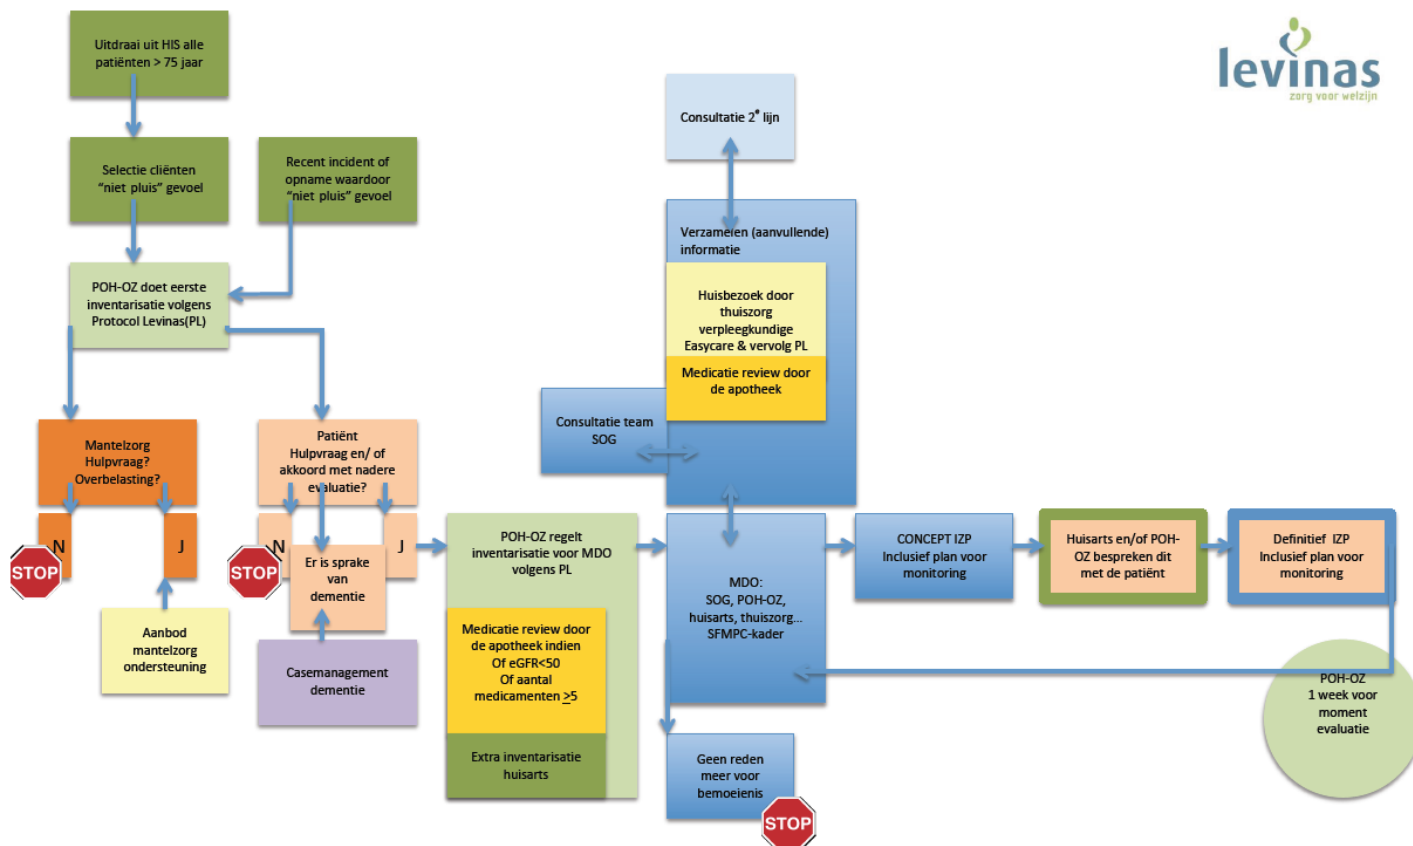 levinas
zorg voor welzijn
Uitdraai uit HIS alle
patiënten > 75 jaar
Selectie cliënten
“niet pluis” gevoel
Recent incident of
opname waardoor
“niet pluis” gevoel
POH-OZ doet eerste
inventarisatie volgens
Protocol Levinas(PL)
Mantelzorg
Hulpvraag?
Overbelasting?
N
J
STOP
Aanbod
mantelzorg
ondersteuning
Patiënt
Hulpvraag en/ of
akkoord met nadere
evaluatie?
N
J
STOP
Er is sprake
van
dementie
Casemanagement
dementie
POH-OZ regelt
inventarisatie voor MDO
volgens PL
Medicatie review door
de apotheek indien
Of eGFR<50
Of aantal
medicamenten >5
Extra inventarisatie
huisarts
Consultatie 2e lijn
Verzamelen (aanvullende)
informatie
Huisbezoek door
thuiszorg
verpleegkundige
Easycare & vervolg PL
Medicatie review door
de apotheek
Consultatie team
SOG
MDO:
SOG, POH-OZ,
huisarts, thuiszorg...
SFMPC-kader
Geen reden
meer voor
bemoeienis
STOP
CONCEPT IZP
Inclusief plan voor
monitoring
Huisarts en/of POH-
OZ bespreken dit
met de patiënt
Definitief IZP
Inclusief plan voor
monitoring
POH-OZ
1 week voor
moment
evaluatie